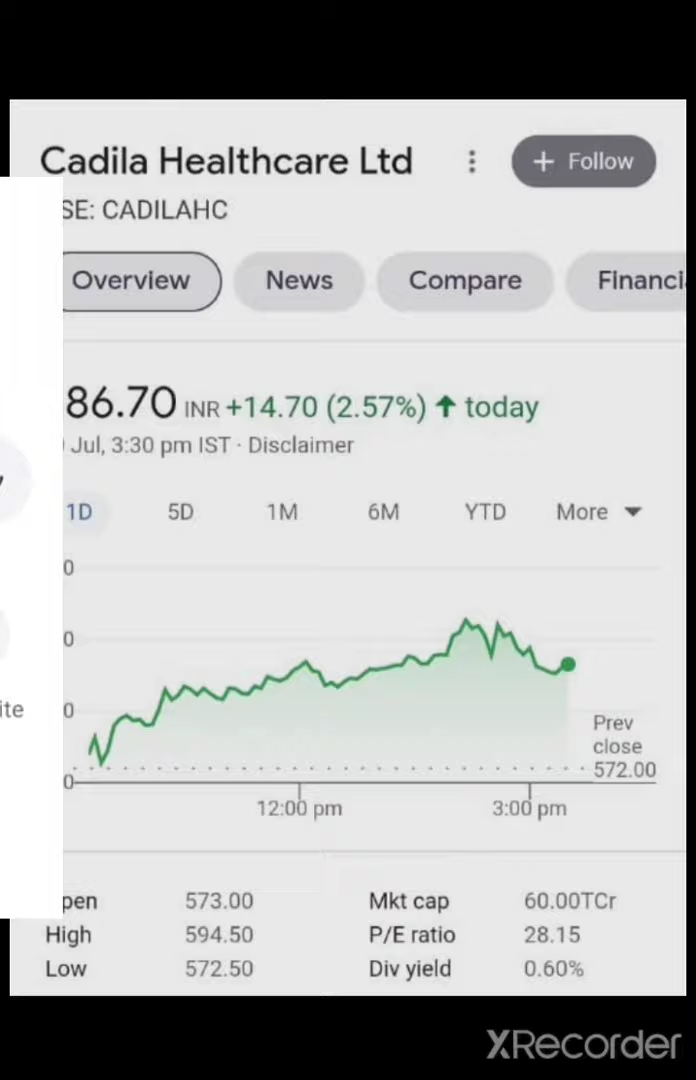 Cadila Healthcare Ltd
+ Follow
SE: CADILAHC
Overview
News
Compare
Financi
86.70 INR +14.70 (2.57%) ↑ today
Jul, 3:30 pm IST · Disclaimer
1D
5D
1M
6M
YTD
More
0
0
0
0
Prev
close
572.00
12:00 pm
3:00 pm
ite
pen 573.00 Mkt cap 60.00TCr
High 594.50 P/E ratio 28.15
Low 572.50 Div yield 0.60%
XRecorder